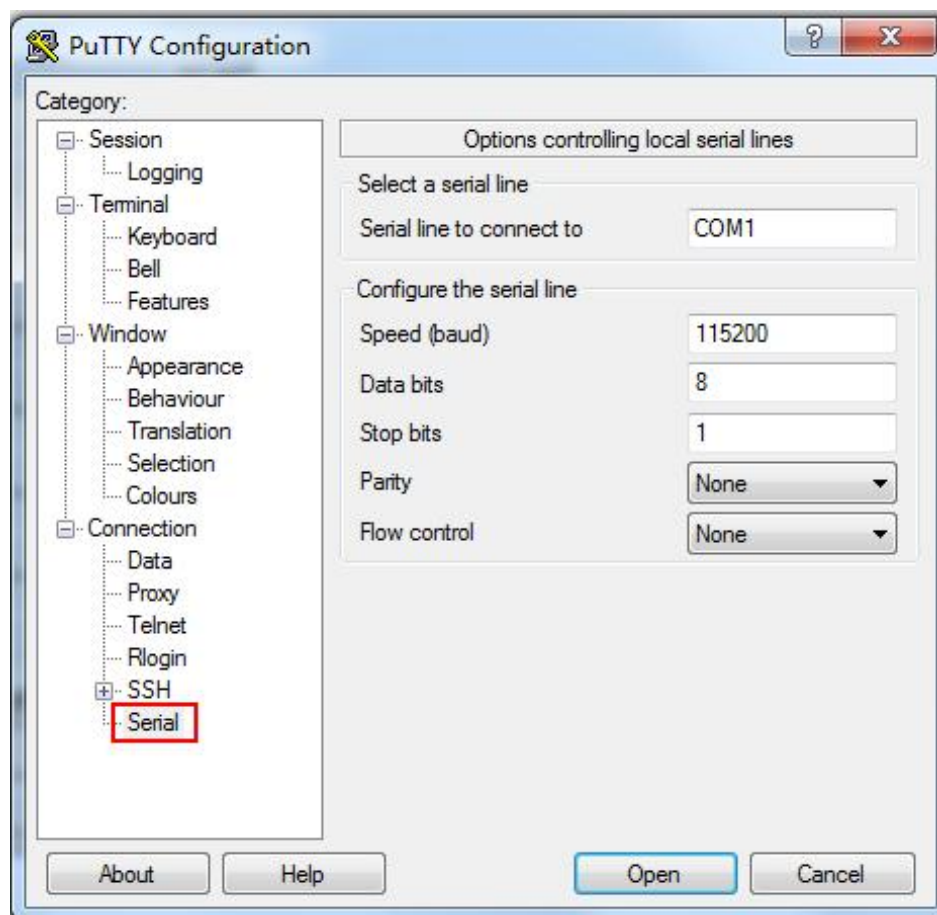 PuTTY Configuration
Category:
Session
Logging
Terminal
Keyboard
Bell
Features
Window
Appearance
Behaviour
Translation
Selection
Colours
Connection
Data
Proxy
Telnet
Rlogin
SSH
Serial
Options controlling local serial lines
Select a serial line
Serial line to connect to COM1
Configure the serial line
Speed (baud) 115200
Data bits 8
Stop bits 1
Parity None
Flow control None
About Help Open Cancel